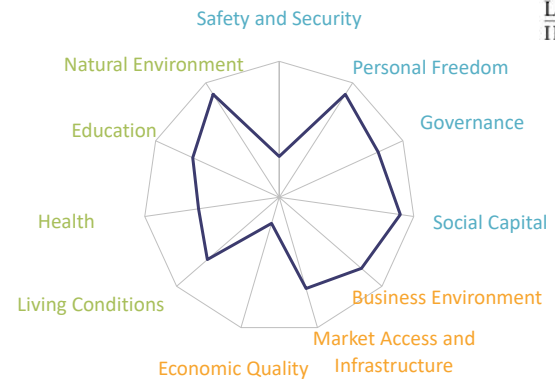 Safety and Security
Natural Environment
Personal Freedom
Education
Governance
Health
Social Capital
Living Conditions
Business Environment
Market Access and
Infrastructure
Economic Quality